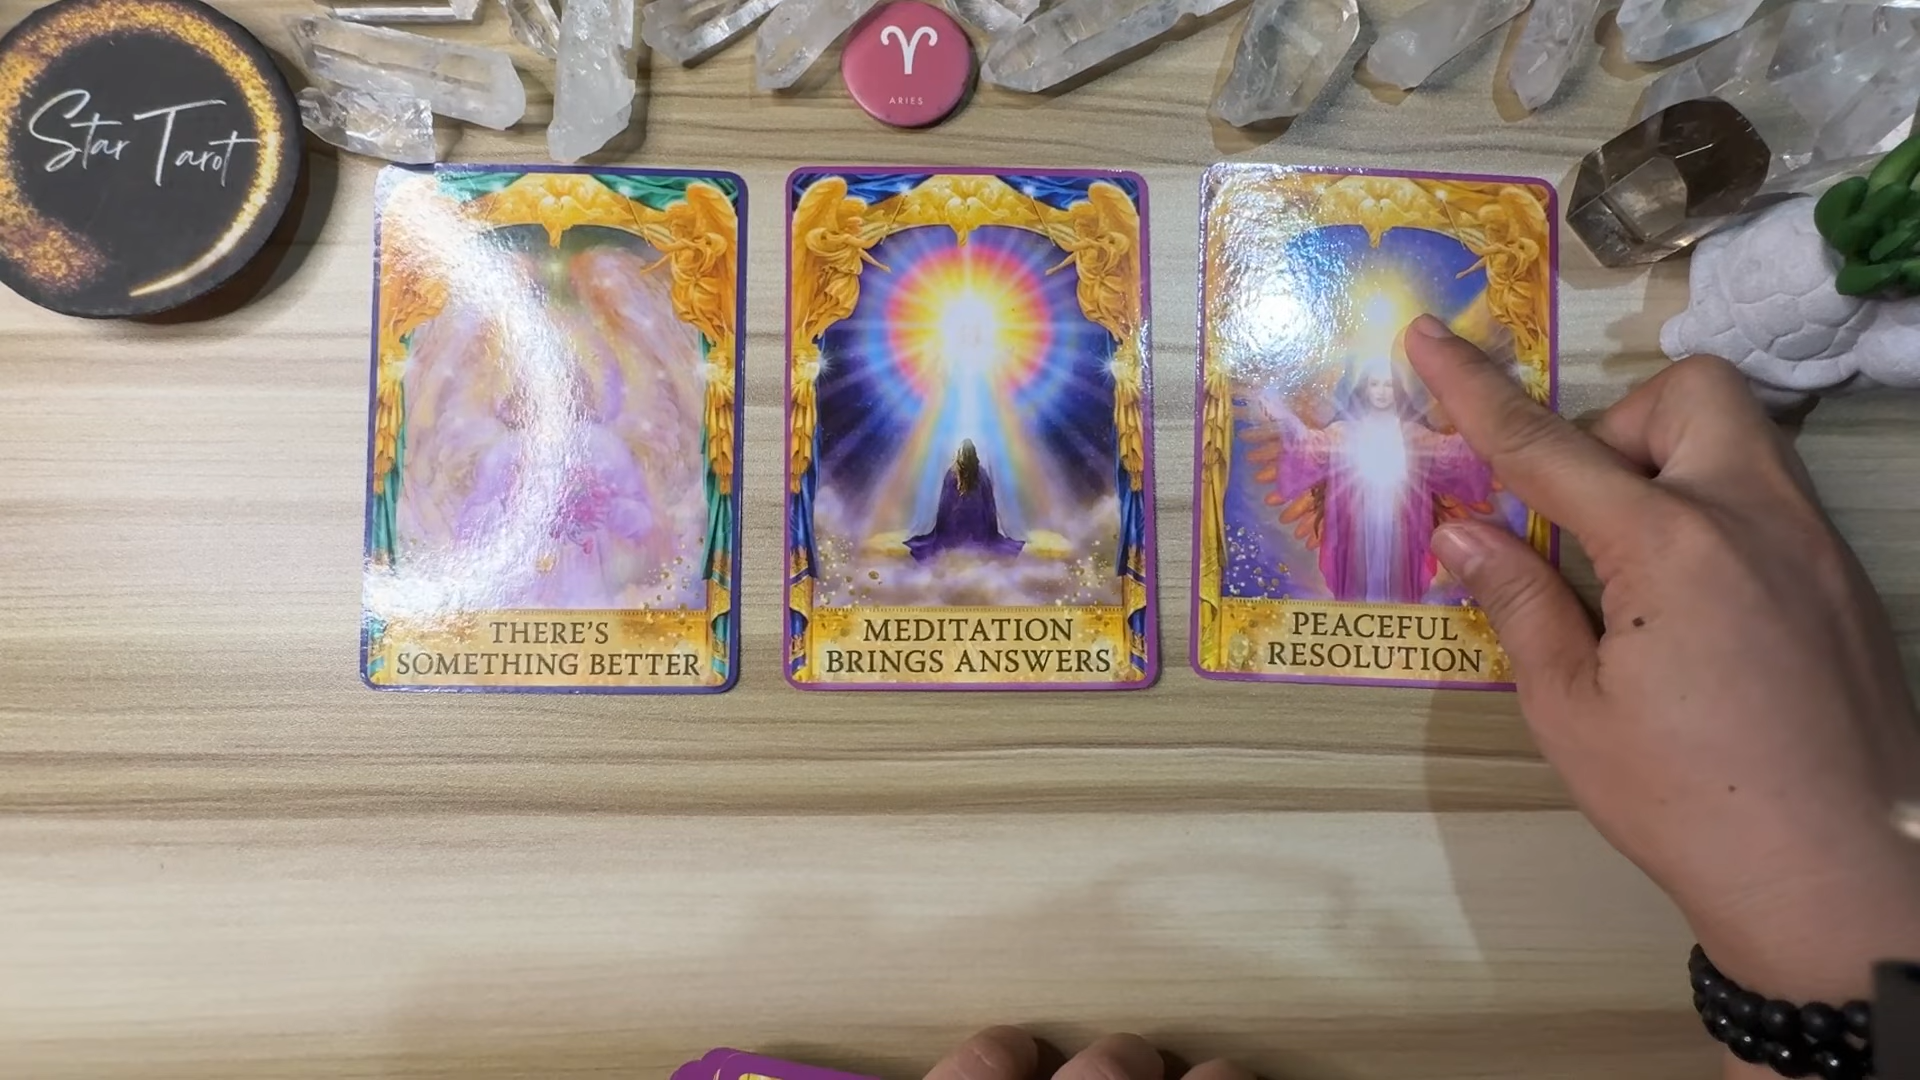 Star Tarot
ARIES
THERE'S
SOMETHING BETTER
MEDITATION
BRINGS ANSWERS
PEACEFUL
RESOLUTION